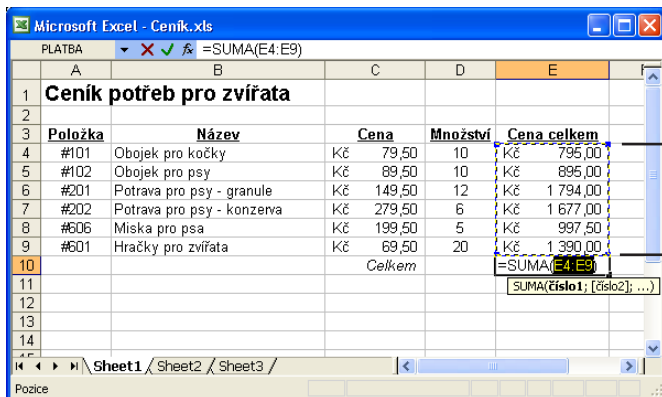 Microsoft Excel - Ceník.xls
PLATBA =SUMA(E4:E9)
A B C D E F
1 Ceník potřeb pro zvířata
2
3 Položka Název Cena Množství Cena celkem
4 #101 Obojek pro kočky Kč 79,50 10 Kč 795,00
5 #102 Obojek pro psy Kč 89,50 10 Kč 895,00
6 #201 Potrava pro psy - granule Kč 149,50 12 Kč 1 794,00
7 #202 Potrava pro psy - konzerva Kč 279,50 6 Kč 1 677,00
8 #606 Miska pro psa Kč 199,50 5 Kč 997,50
9 #601 Hračky pro zvířata Kč 69,50 20 Kč 1 390,00
10 Celkem =SUMA(E4:E9)
11 SUMA(číslo1; [číslo2]; ...)
12
13
14
15
Sheet1 / Sheet2 / Sheet3 /
Pozice